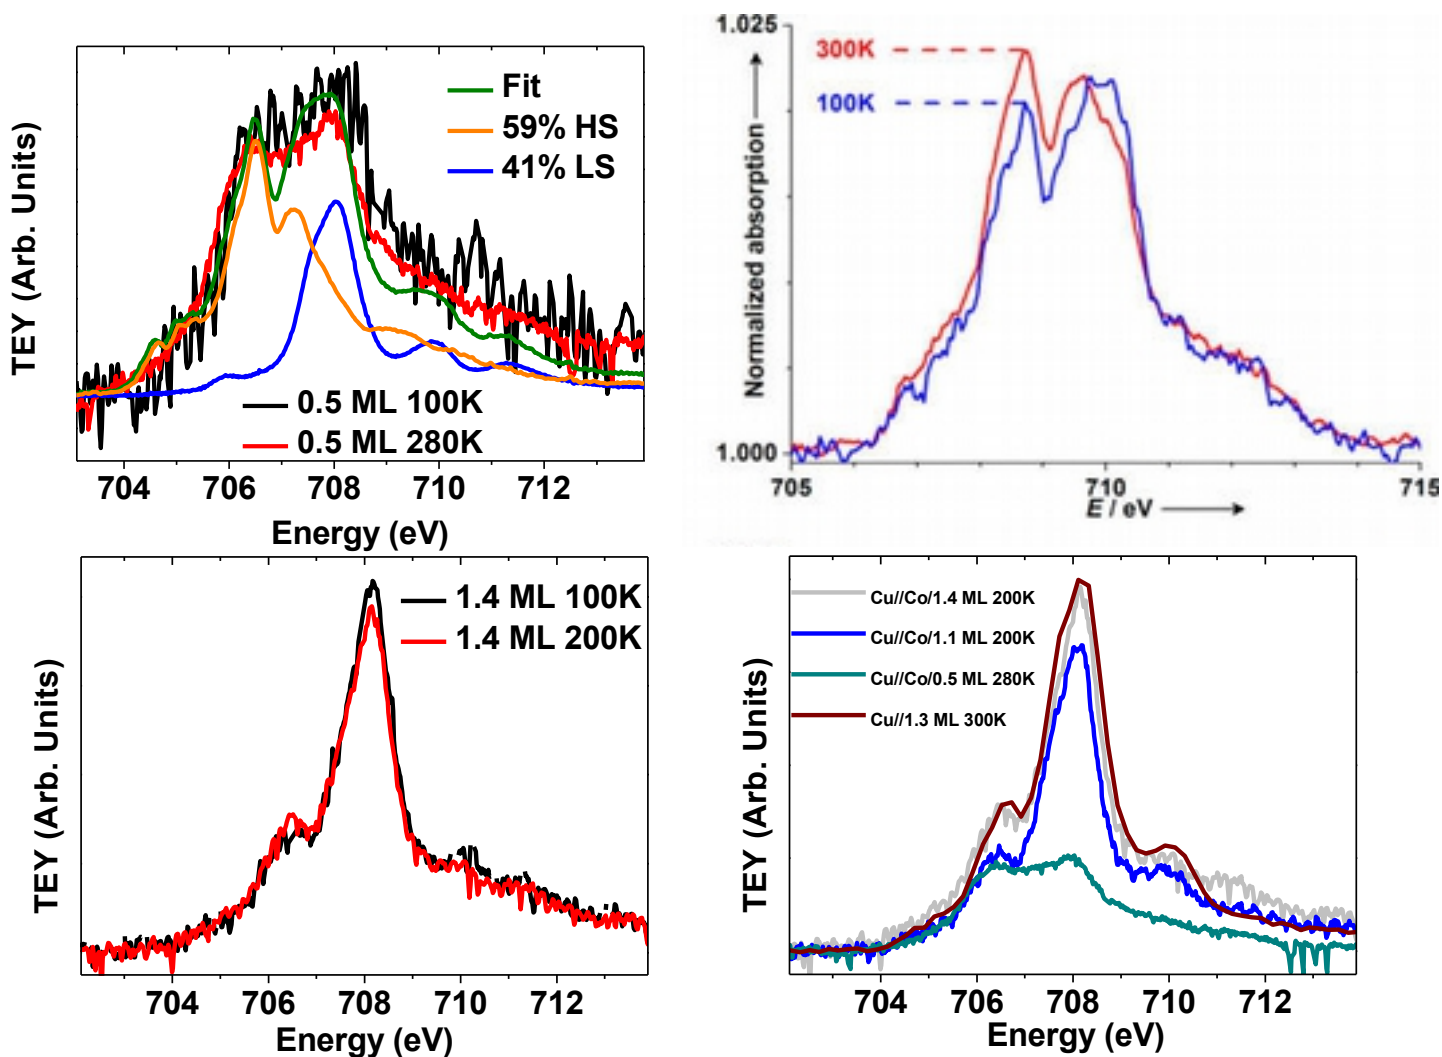 TEY (Arb. Units)
Fit
59% HS
41% LS
0.5 ML 100K
0.5 ML 280K
704 706 708 710 712
Energy (eV)
Normalized absorption
1.025
300K
100K
1.000
705 710 715
E / eV
TEY (Arb. Units)
1.4 ML 100K
1.4 ML 200K
704 706 708 710 712
Energy (eV)
TEY (Arb. Units)
Cu//Co/1.4 ML 200K
Cu//Co/1.1 ML 200K
Cu//Co/0.5 ML 280K
Cu//1.3 ML 300K
704 706 708 710 712
Energy (eV)